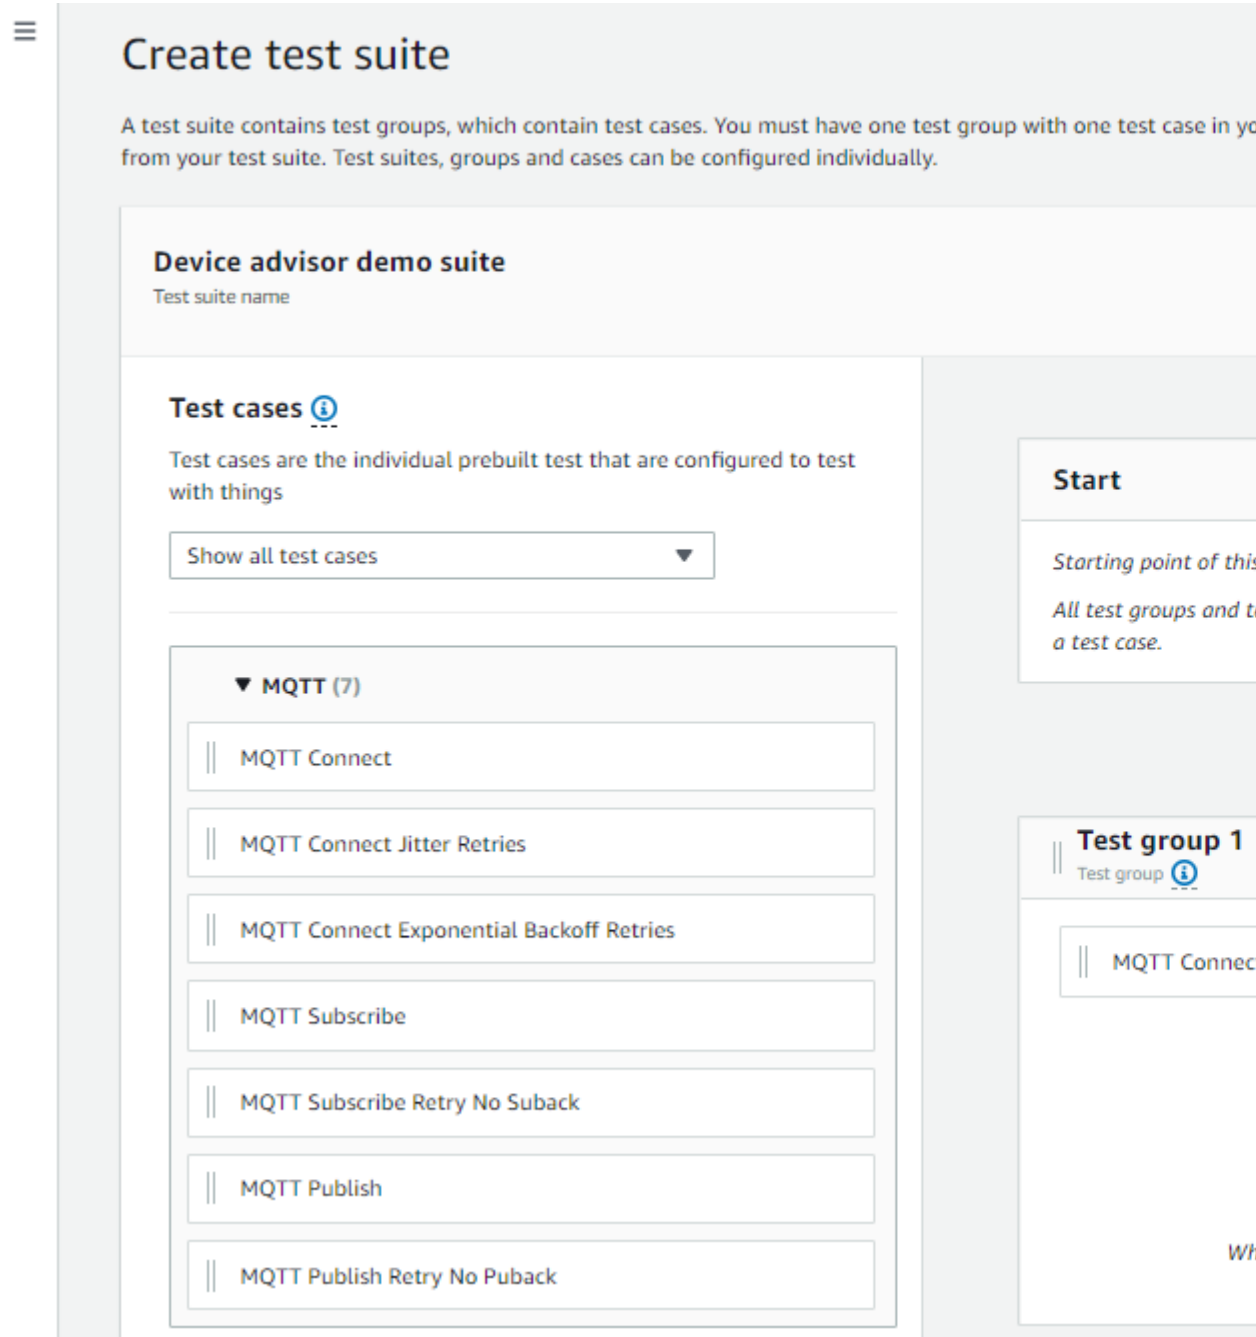 Create test suite
A test suite contains test groups, which contain test cases. You must have one test group with one test case in
from your test suite. Test suites, groups and cases can be configured individually.
Device advisor demo suite
Test suite name
Test cases
Test cases are the individual prebuilt test that are configured to test
with things
Show all test cases
MQTT (7)
MQTT Connect
MQTT Connect Jitter Retries
MQTT Connect Exponential Backoff Retries
MQTT Subscribe
MQTT Subscribe Retry No Suback
MQTT Publish
MQTT Publish Retry No Puback
Start
Starting point of this
All test groups and
a test case.
Test group 1
Test group
MQTT Connec